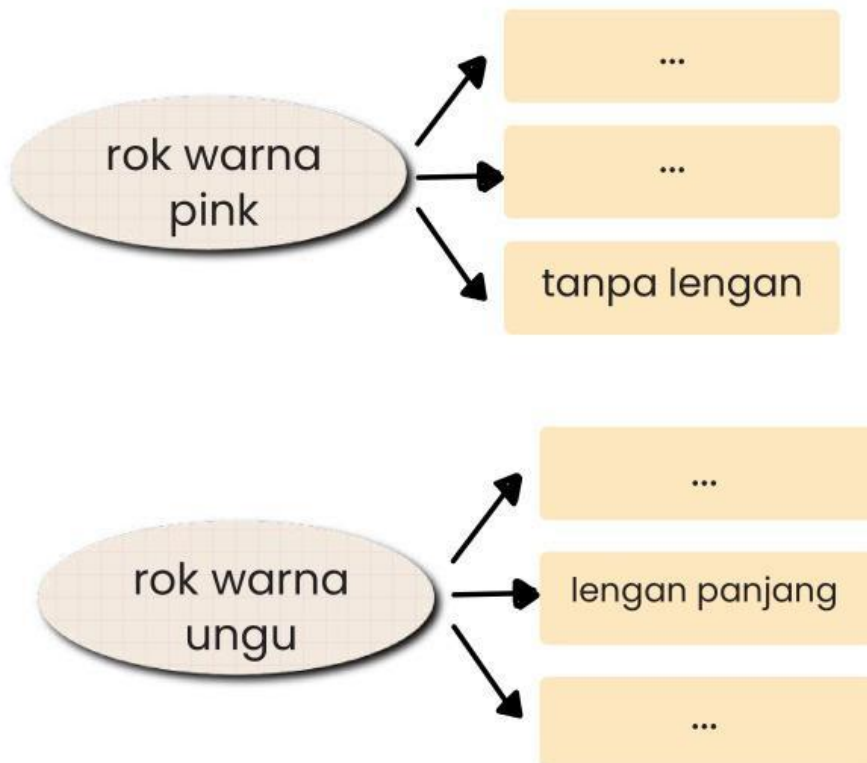 ...
rok warna
pink
...
tanpa lengan
...
rok warna
ungu
lengan panjang
...